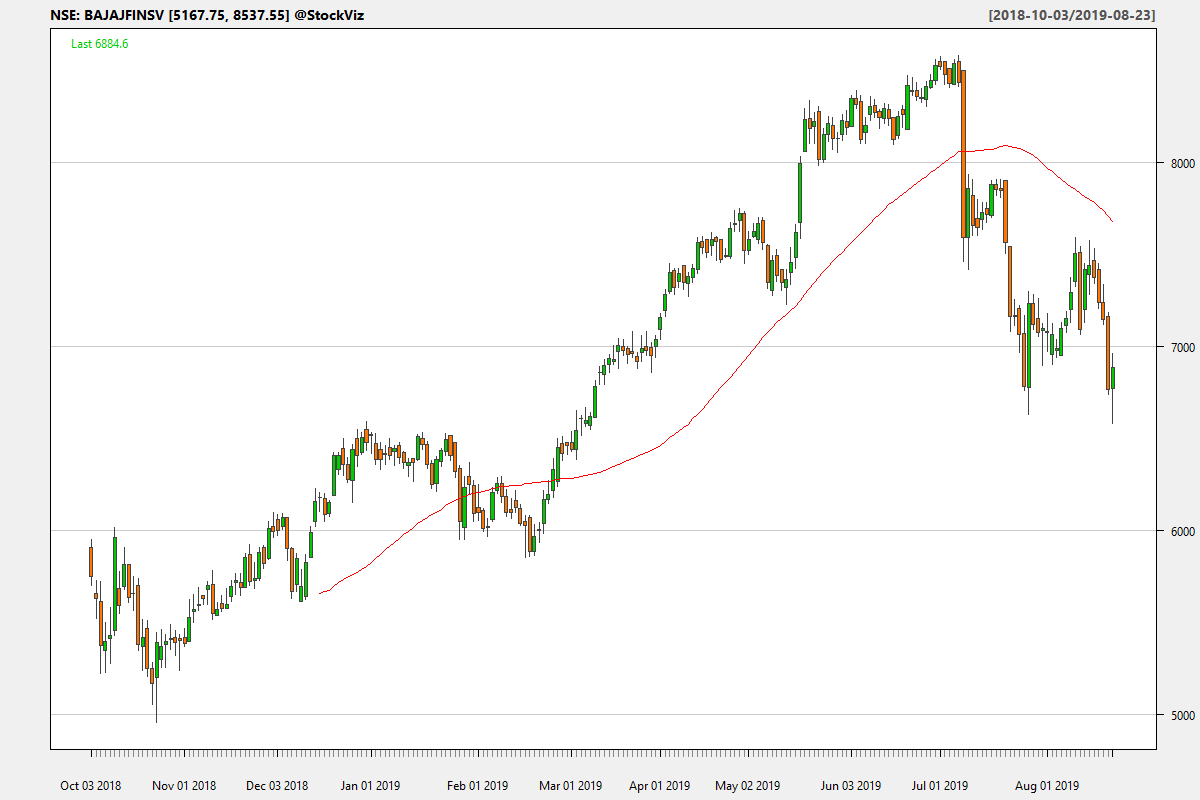 NSE: BAJAJFINSV [5167.75, 8537.55] @StockViz
[2018-10-03/2019-08-23]
Last 6884.6
8000
7000
6000
5000
Oct 03 2018 Nov 01 2018 Dec 03 2018 Jan 01 2019 Feb 01 2019 Mar 01 2019 Apr 01 2019 May 02 2019 Jun 03 2019 Jul 01 2019 Aug 01 2019